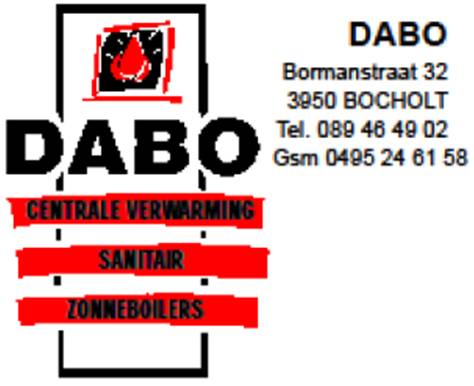 DABO
CENTRALE VERWARMING
SANITAIR
ZONNEBOILERS
DABO
Bormanstraat 32
3950 BOCHOLT
Tel. 089 46 49 02
Gsm 0495 24 61 58